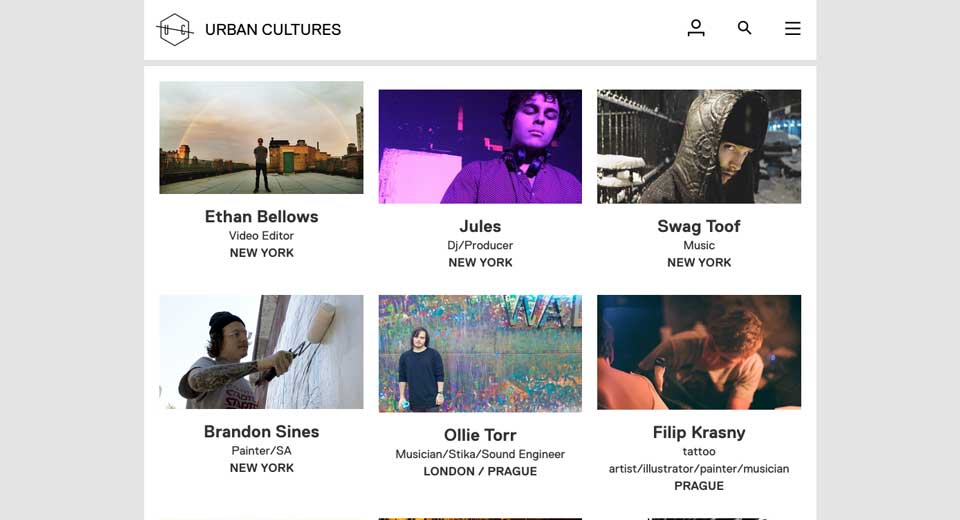 UC
URBAN CULTURES
Ethan Bellows
Video Editor
NEW YORK
Jules
Dj/Producer
NEW YORK
Swag Toof
Music
NEW YORK
WAL
Brandon Sines
Painter/SA
NEW YORK
Ollie Torr
Musician/Stika/Sound Engineer
LONDON / PRAGUE
Filip Krasny
tattoo
artist/illustrator/painter/musician
PRAGUE